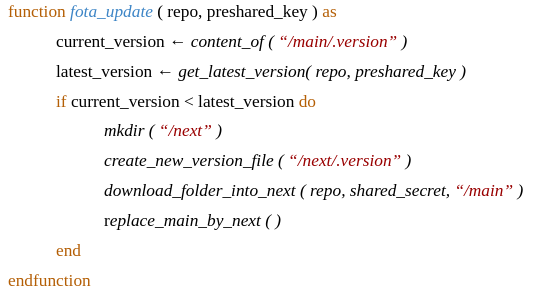 function fota_update ( repo, preshared_key ) as
current_version ← content_of ( “/main/.version” )
latest_version ← get_latest_version( repo, preshared_key )
if current_version < latest_version do
mkdir ( “/next” )
create_new_version_file ( “/next/.version” )
download_folder_into_next ( repo, shared_secret, “/main” )
replace_main_by_next ( )
end
endfunction